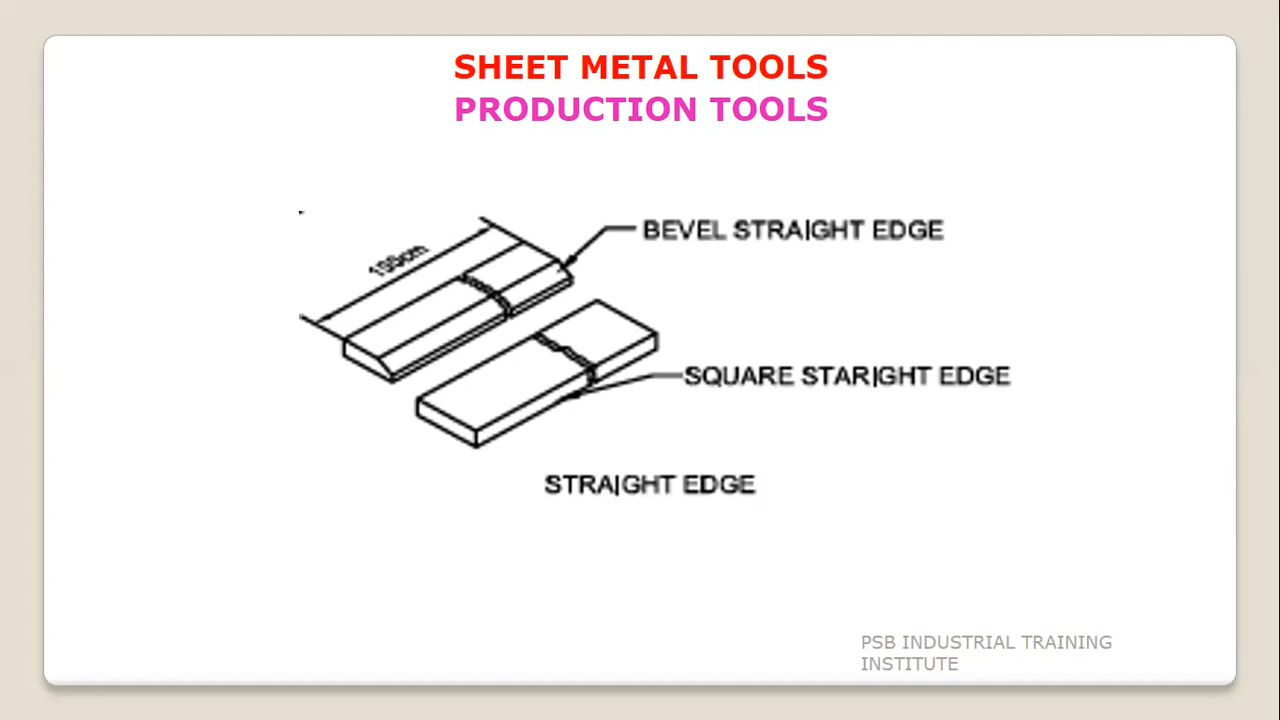 SHEET METAL TOOLS
PRODUCTION TOOLS
BEVEL STRAIGHT EDGE
SQUARE STARIGHT EDGE
STRAIGHT EDGE
PSB INDUSTRIAL TRAINING
INSTITUTE